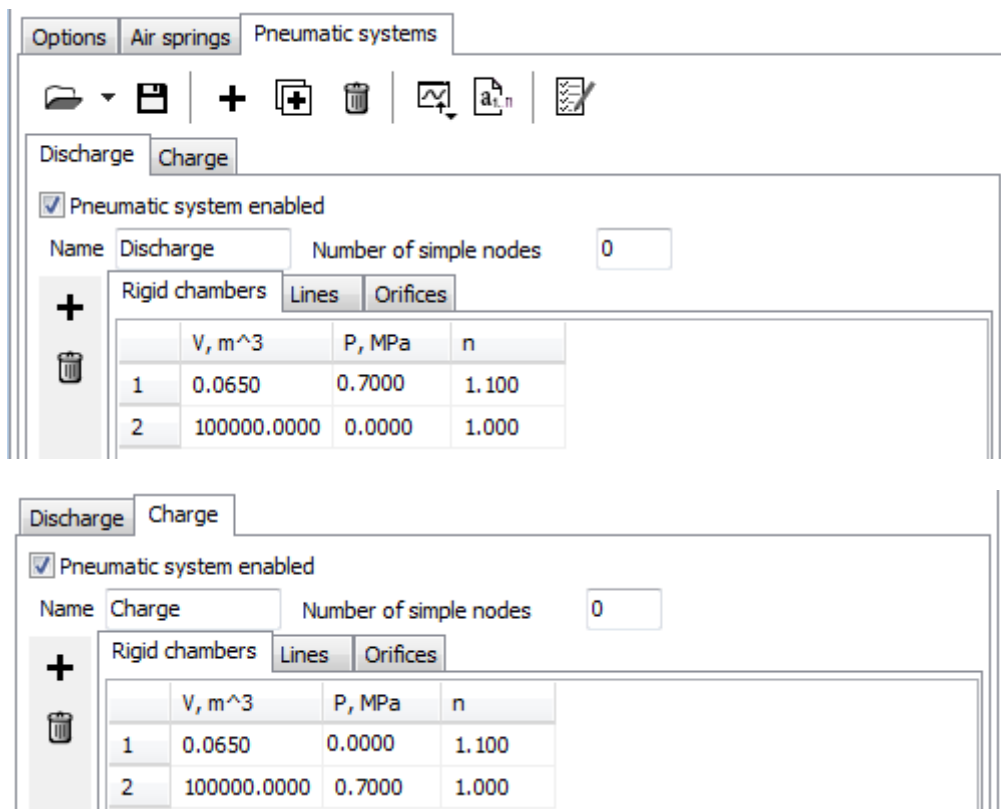 Options Air springs Pneumatic systems
a1..n
Discharge Charge
Pneumatic system enabled
Name Discharge Number of simple nodes 0
Rigid chambers Lines Orifices
V, m^3 P, MPa n
1 0.0650 0.7000 1.100
2 100000.0000 0.0000 1.000
Discharge Charge
Pneumatic system enabled
Name Charge Number of simple nodes 0
Rigid chambers Lines Orifices
V, m^3 P, MPa n
1 0.0650 0.0000 1.100
2 100000.0000 0.7000 1.000